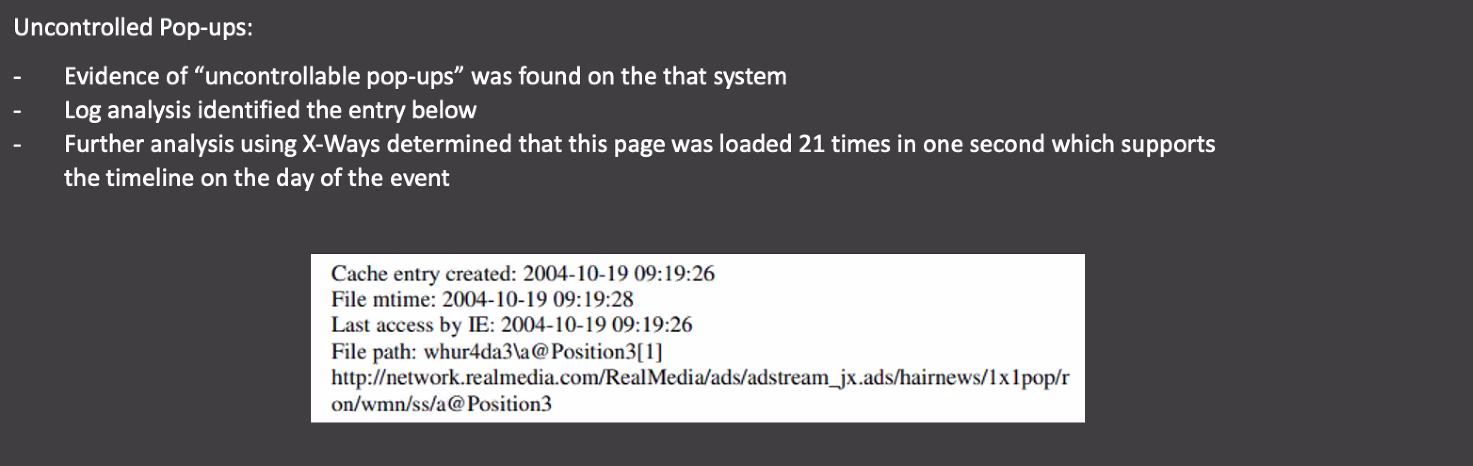 Uncontrolled Pop-ups:
- Evidence of “uncontrollable pop-ups” was found on the that system
- Log analysis identified the entry below
- Further analysis using X-Ways determined that this page was loaded 21 times in one second which supports
the timeline on the day of the event
Cache entry created: 2004-10-19 09:19:26
File mtime: 2004-10-19 09:19:28
Last access by IE: 2004-10-19 09:19:26
File path: whur4da3\a@Position3[1]
http://network.realmedia.com/RealMedia/ads/adstream_jx.ads/hairnews/1x1pop/r
on/wmn/ss/a@Position3